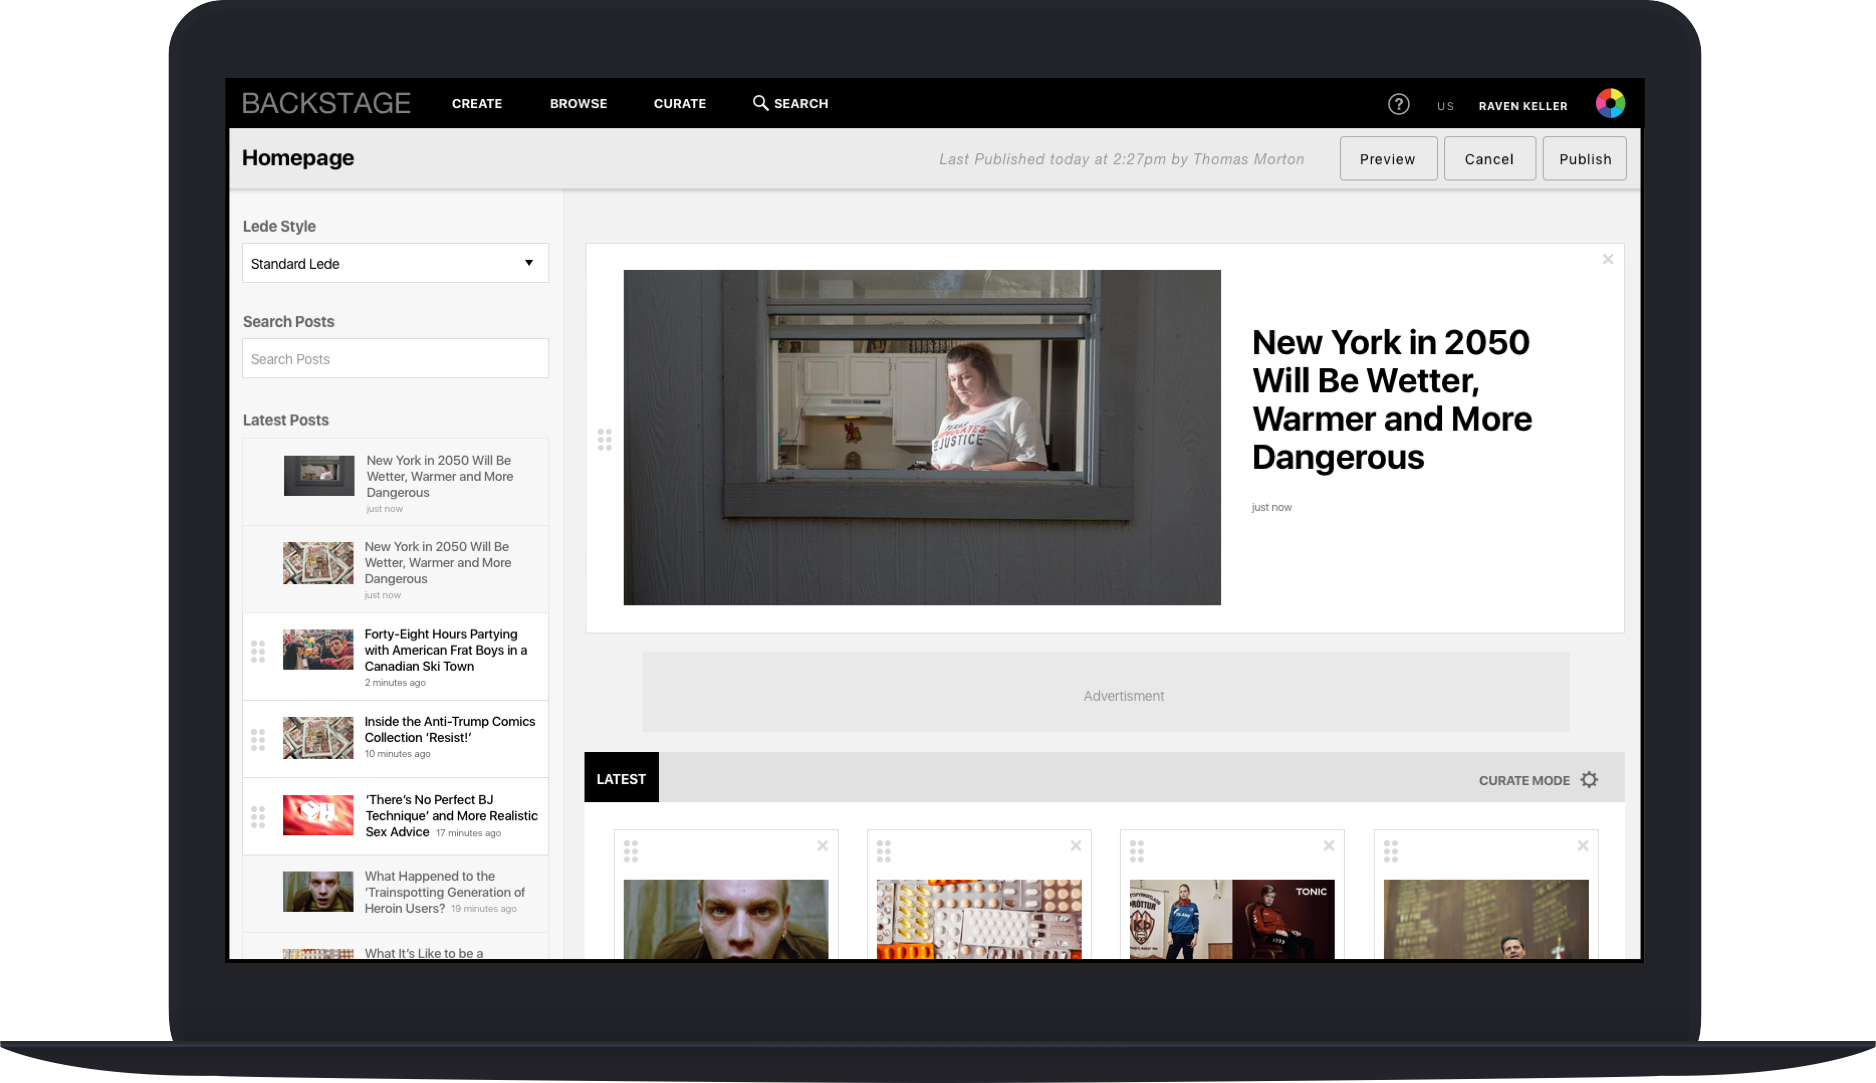 BACKSTAGE
CREATE
BROWSE
CURATE
SEARCH
?
US
RAVEN KELLER
Homepage
Last Published today at 2:27pm by Thomas Morton
Preview
Cancel
Publish
Lede Style
Standard Lede
Search Posts
Search Posts
Latest Posts
New York in 2050 Will Be
Wetter, Warmer and More
Dangerous
just now
New York in 2050 Will Be
Wetter, Warmer and More
Dangerous
just now
Forty-Eight Hours Partying
with American Frat Boys in a
Canadian Ski Town
2 minutes ago
Inside the Anti-Trump Comics
Collection ‘Resist!’
10 minutes ago
‘There’s No Perfect BJ
Technique’ and More Realistic
Sex Advice 17 minutes ago
What Happened to the
‘Trainspotting Generation of
Heroin Users? 19 minutes ago
What It’s Like to be a
ADVOCATES
JUSTICE
New York in 2050
Will Be Wetter,
Warmer and More
Dangerous
just now
Advertisment
LATEST
CURATE MODE
TONIC
ÞRÓTTUR
ÍSLAND